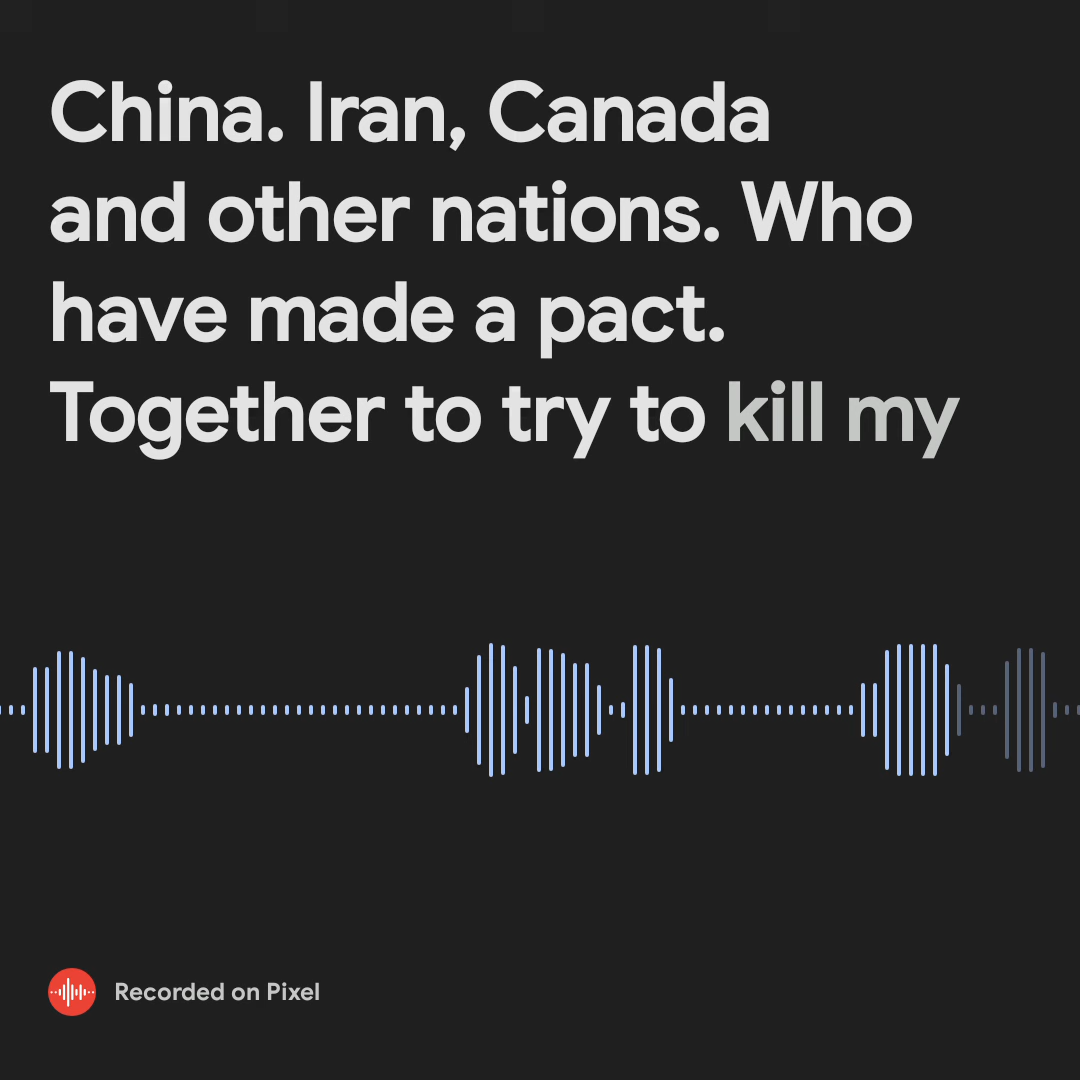 China. Iran, Canada
and other nations. Who
have made a pact.
Together to try to kill my
Recorded on Pixel